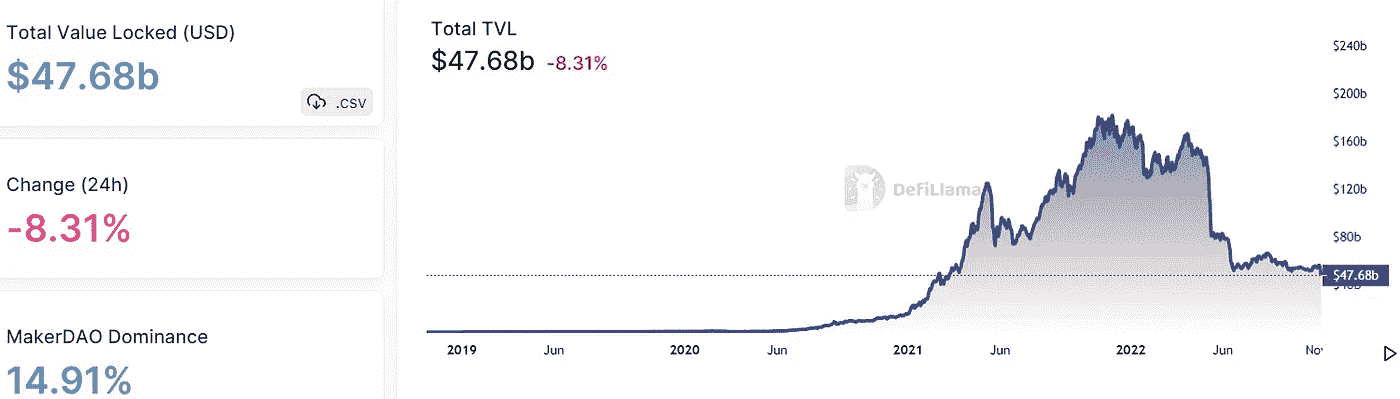 Total Value Locked (USD)
$47.68b
.CSV
Change (24h)
-8.31%
MakerDAO Dominance
14.91%
Total TVL
$47.68b -8.31%
DefiLlama
$240b
$200b
$160b
$120b
$80b
$47.68b
2019 Jun 2020 Jun 2021 Jun 2022 Jun